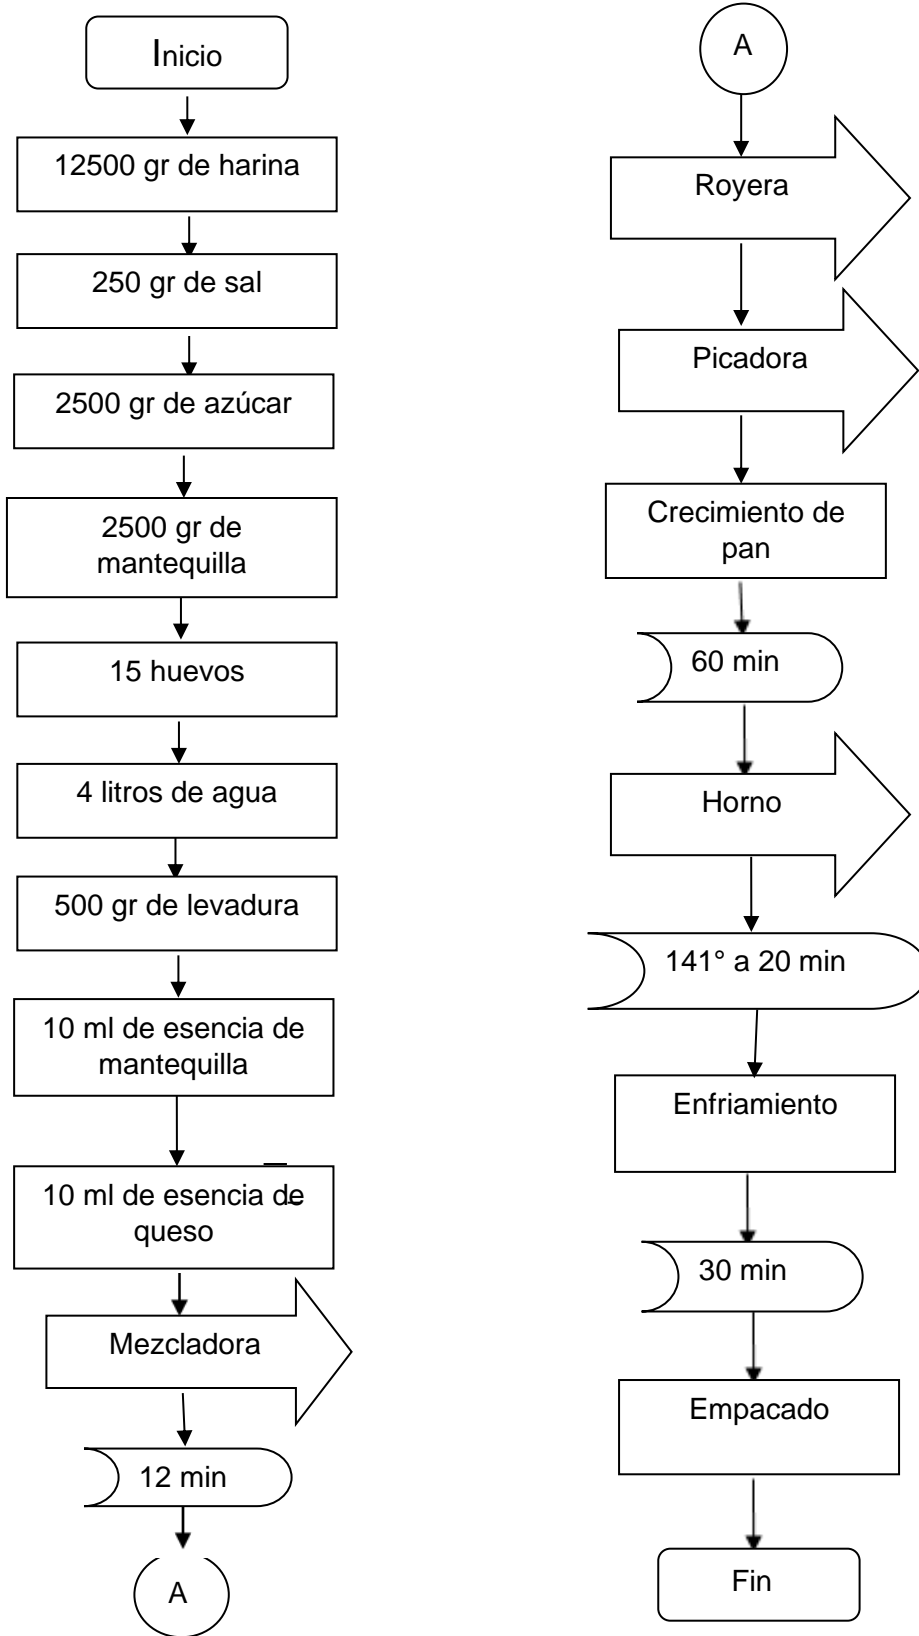 Inicio
12500 gr de harina
250 gr de sal
2500 gr de azúcar
2500 gr de
mantequilla
15 huevos
4 litros de agua
500 gr de levadura
10 ml de esencia de
mantequilla
10 ml de esencia de
queso
Mezcladora
12 min
A
A
Royera
Picadora
Crecimiento de
pan
60 min
Horno
141° a 20 min
Enfriamiento
30 min
Empacado
Fin